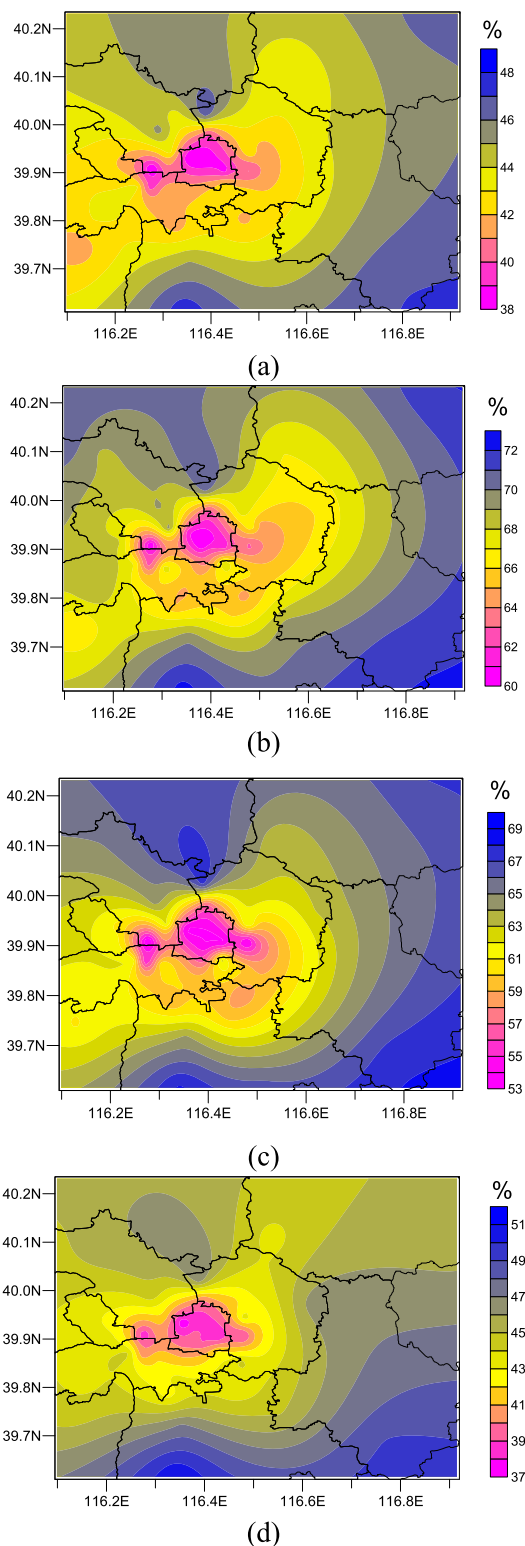 %
40.2N
40.1N
40.0N
39.9N
39.8N
39.7N
48
46
44
42
40
38
116.2E 116.4E 116.6E 116.8E
(a)
%
40.2N
40.1N
40.0N
39.9N
39.8N
39.7N
72
70
68
66
64
62
60
116.2E 116.4E 116.6E 116.8E
(b)
%
40.2N
40.1N
40.0N
39.9N
39.8N
39.7N
69
67
65
63
61
59
57
55
53
116.2E 116.4E 116.6E 116.8E
(c)
%
40.2N
40.1N
40.0N
39.9N
39.8N
39.7N
51
49
47
45
43
41
39
37
116.2E 116.4E 116.6E 116.8E
(d)